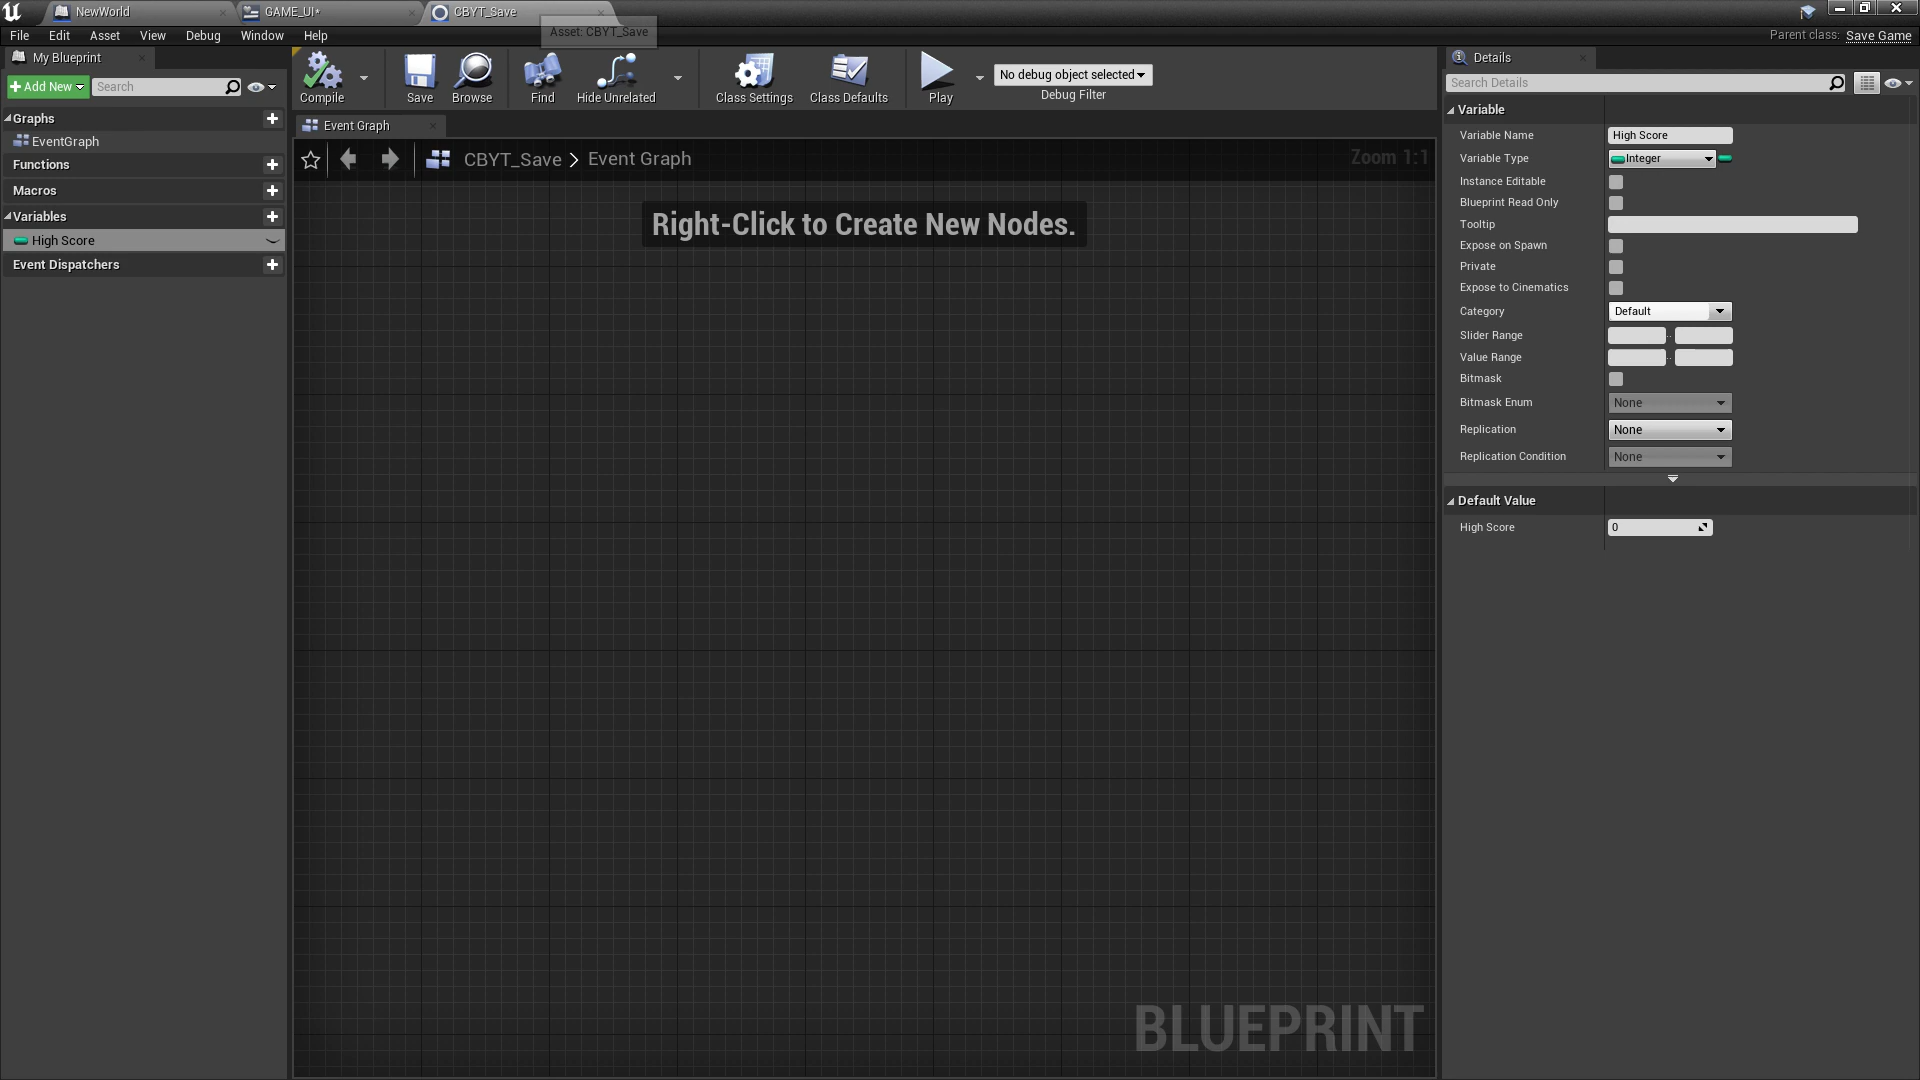 NewWorld
GAME_UI*
CBYT_Save
File Edit Asset View Debug Window Help
Asset: CBYT_Save
Parent class: Save Game
My Blueprint
Add New
Search
Graphs
EventGraph
Functions
Macros
Variables
High Score
Event Dispatchers
Compile
Save
Browse
Find
Hide Unrelated
Class Settings
Class Defaults
Play
No debug object selected
Debug Filter
Event Graph
CBYT_Save > Event Graph
Zoom 1:1
Right-Click to Create New Nodes.
BLUEPRINT
Details
Search Details
Variable
Variable Name High Score
Variable Type Integer
Instance Editable
Blueprint Read Only
Tooltip
Expose on Spawn
Private
Expose to Cinematics
Category Default
Slider Range
Value Range
Bitmask
Bitmask Enum None
Replication None
Replication Condition None
Default Value
High Score 0